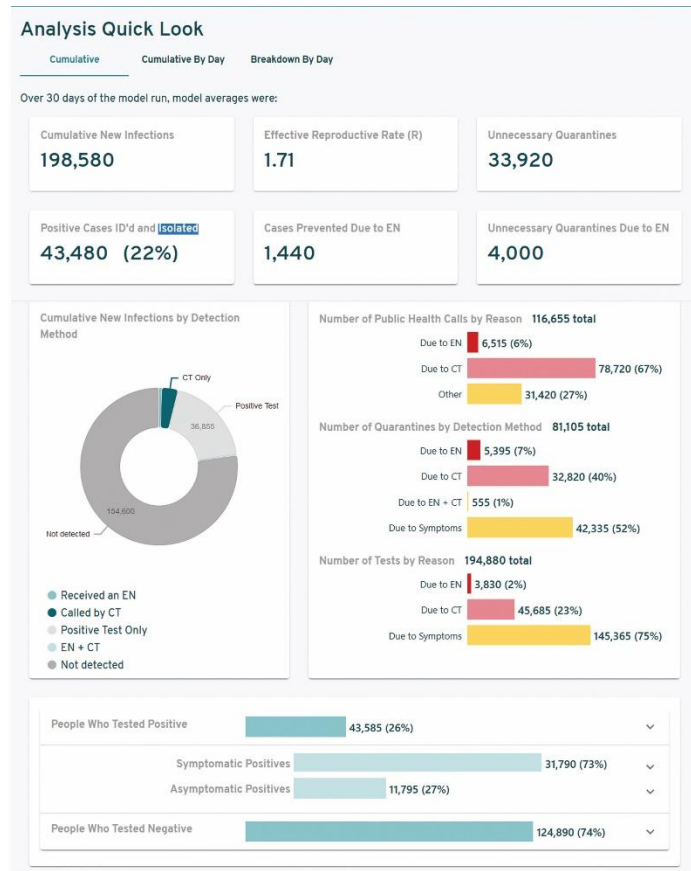 Analysis Quick Look
Cumulative Cumulative By Day Breakdown By Day
Over 30 days of the model run, model averages were:
Cumulative New Infections
198,580
Effective Reproductive Rate (R)
1.71
Unnecessary Quarantines
33,920
Positive Cases ID'd and Isolated
43,480 (22%)
Cases Prevented Due to EN
1,440
Unnecessary Quarantines Due to EN
4,000
Cumulative New Infections by Detection
Method
CT Only
Positive Test
36,855
154,600
Not detected
Received an EN
Called by CT
Positive Test Only
EN + CT
Not detected
Number of Public Health Calls by Reason 116,655 total
Due to EN 6,515 (6%)
Due to CT 78,720 (67%)
Other 31,420 (27%)
Number of Quarantines by Detection Method 81,105 total
Due to EN 5,395 (7%)
Due to CT 32,820 (40%)
Due to EN + CT 555 (1%)
Due to Symptoms 42,335 (52%)
Number of Tests by Reason 194,880 total
Due to EN 3,830 (2%)
Due to CT 45,685 (23%)
Due to Symptoms 145,365 (75%)
People Who Tested Positive 43,585 (26%)
Symptomatic Positives 31,790 (73%)
Asymptomatic Positives 11,795 (27%)
People Who Tested Negative 124,890 (74%)